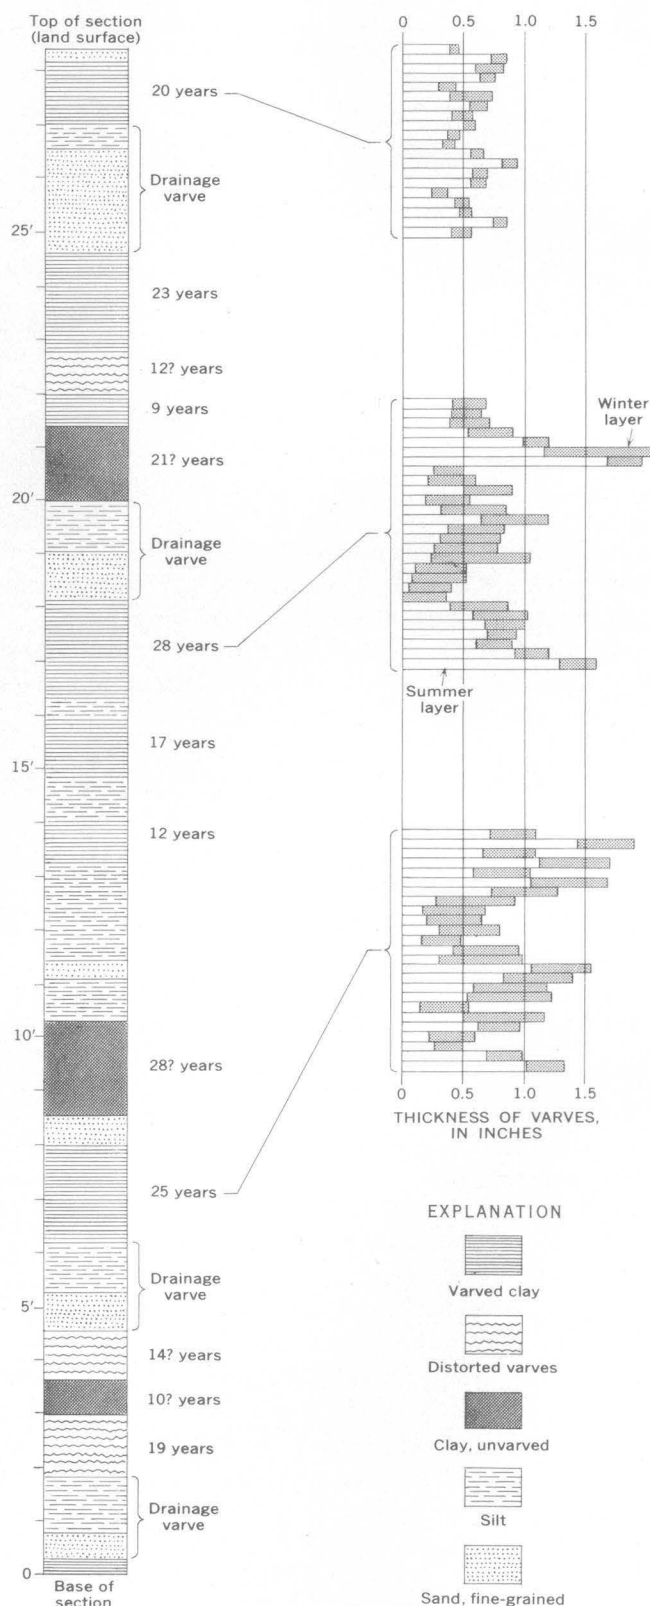 Top of section
(land surface)
0 0.5 1.0 1.5
20 years
Drainage
varve
25'
23 years
12? years
9 years
Winter
layer
21? years
20'
Drainage
varve
28 years
Summer
layer
17 years
15'
12 years
10'
28? years
0 0.5 1.0 1.5
THICKNESS OF VARVES,
IN INCHES
25 years
EXPLANATION
Varved clay
Drainage
varve
5'
14? years
Distorted varves
10? years
Clay, unvarved
19 years
Silt
Drainage
varve
0
Base of
section
Sand, fine-grained